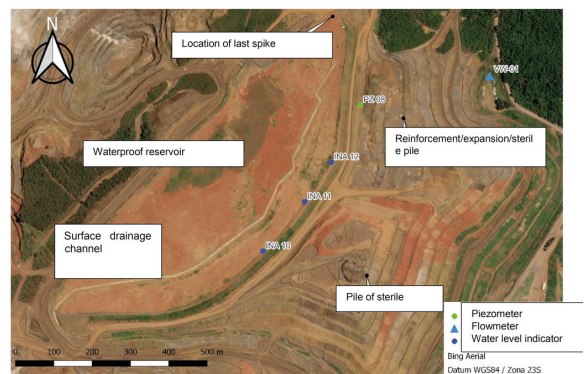 N
Location of last spike
VW-01
PZ 08
Reinforcement/expansion/steril
e pile
Waterproof reservoir
INA 12
INA 11
Surface drainage
channel
INA 10
Pile of sterile
Piezometer
Flowmeter
Water level indicator
0 100 200 300 400 500 m
Bing Aerial
Datum WGS84 / Zona 23S